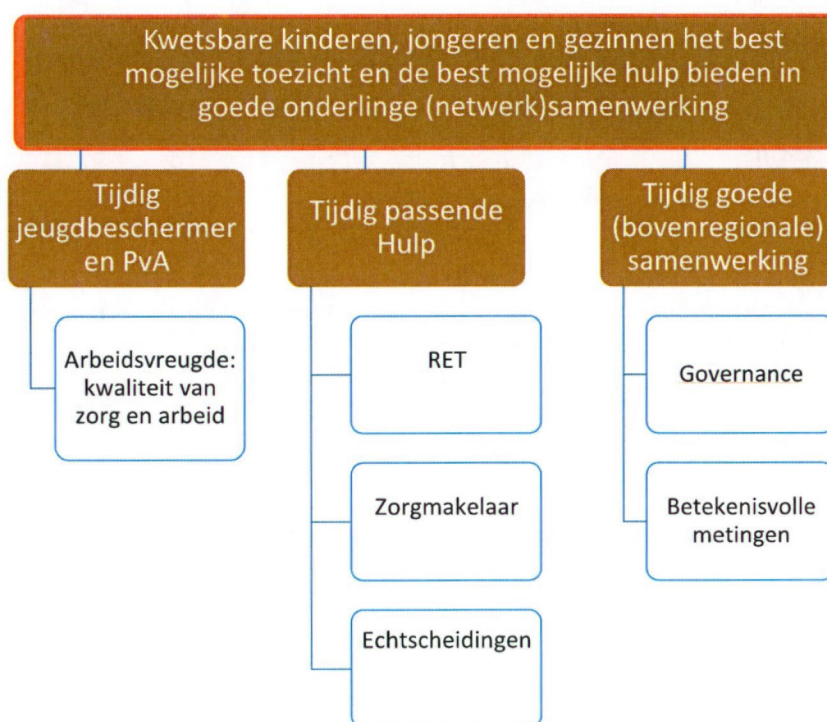 Kwetsbare kinderen, jongeren en gezinnen het best
mogelijke toezicht en de best mogelijke hulp bieden in
goede onderlinge (netwerk)samenwerking
Tijdig
jeugdbeschermer
en PvA
Arbeidsvreugde:
kwaliteit van
zorg en arbeid
Tijdig passende
Hulp
RET
Zorgmakelaar
Echtscheidingen
Tijdig goede
(bovenregionale)
samenwerking
Governance
Betekenisvolle
metingen